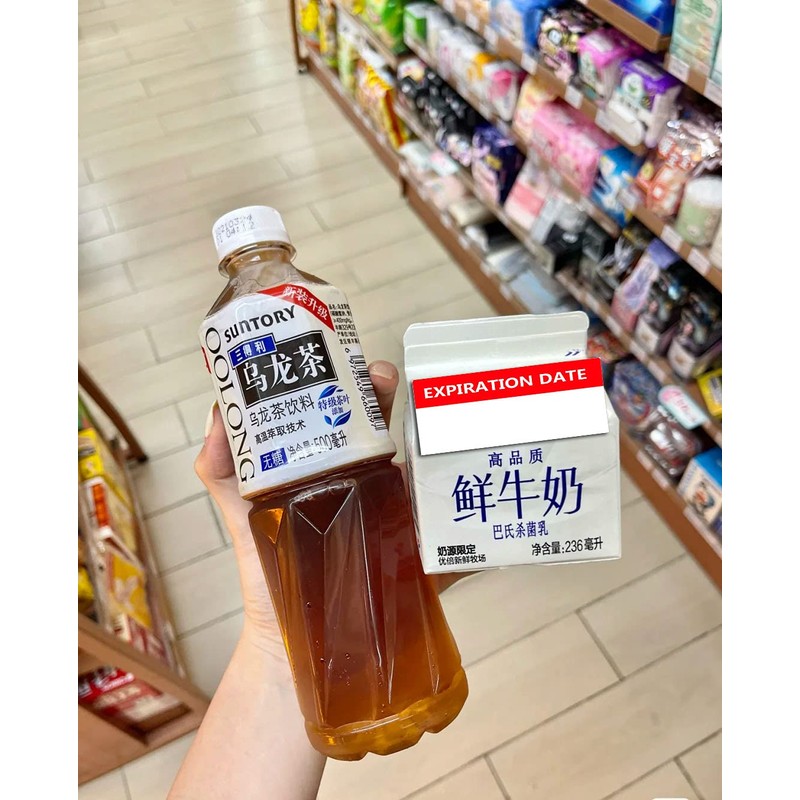 新装升级
SUNTORY
三得利
乌龙茶
OOLONG
乌龙茶饮料
高温萃取技术
特级茶叶
添加
无糖
净含量:500毫升
EXPIRATION DATE
高品质
鲜牛奶
巴氏杀菌乳
奶源限定
优倍新鲜牧场
净含量:236毫升